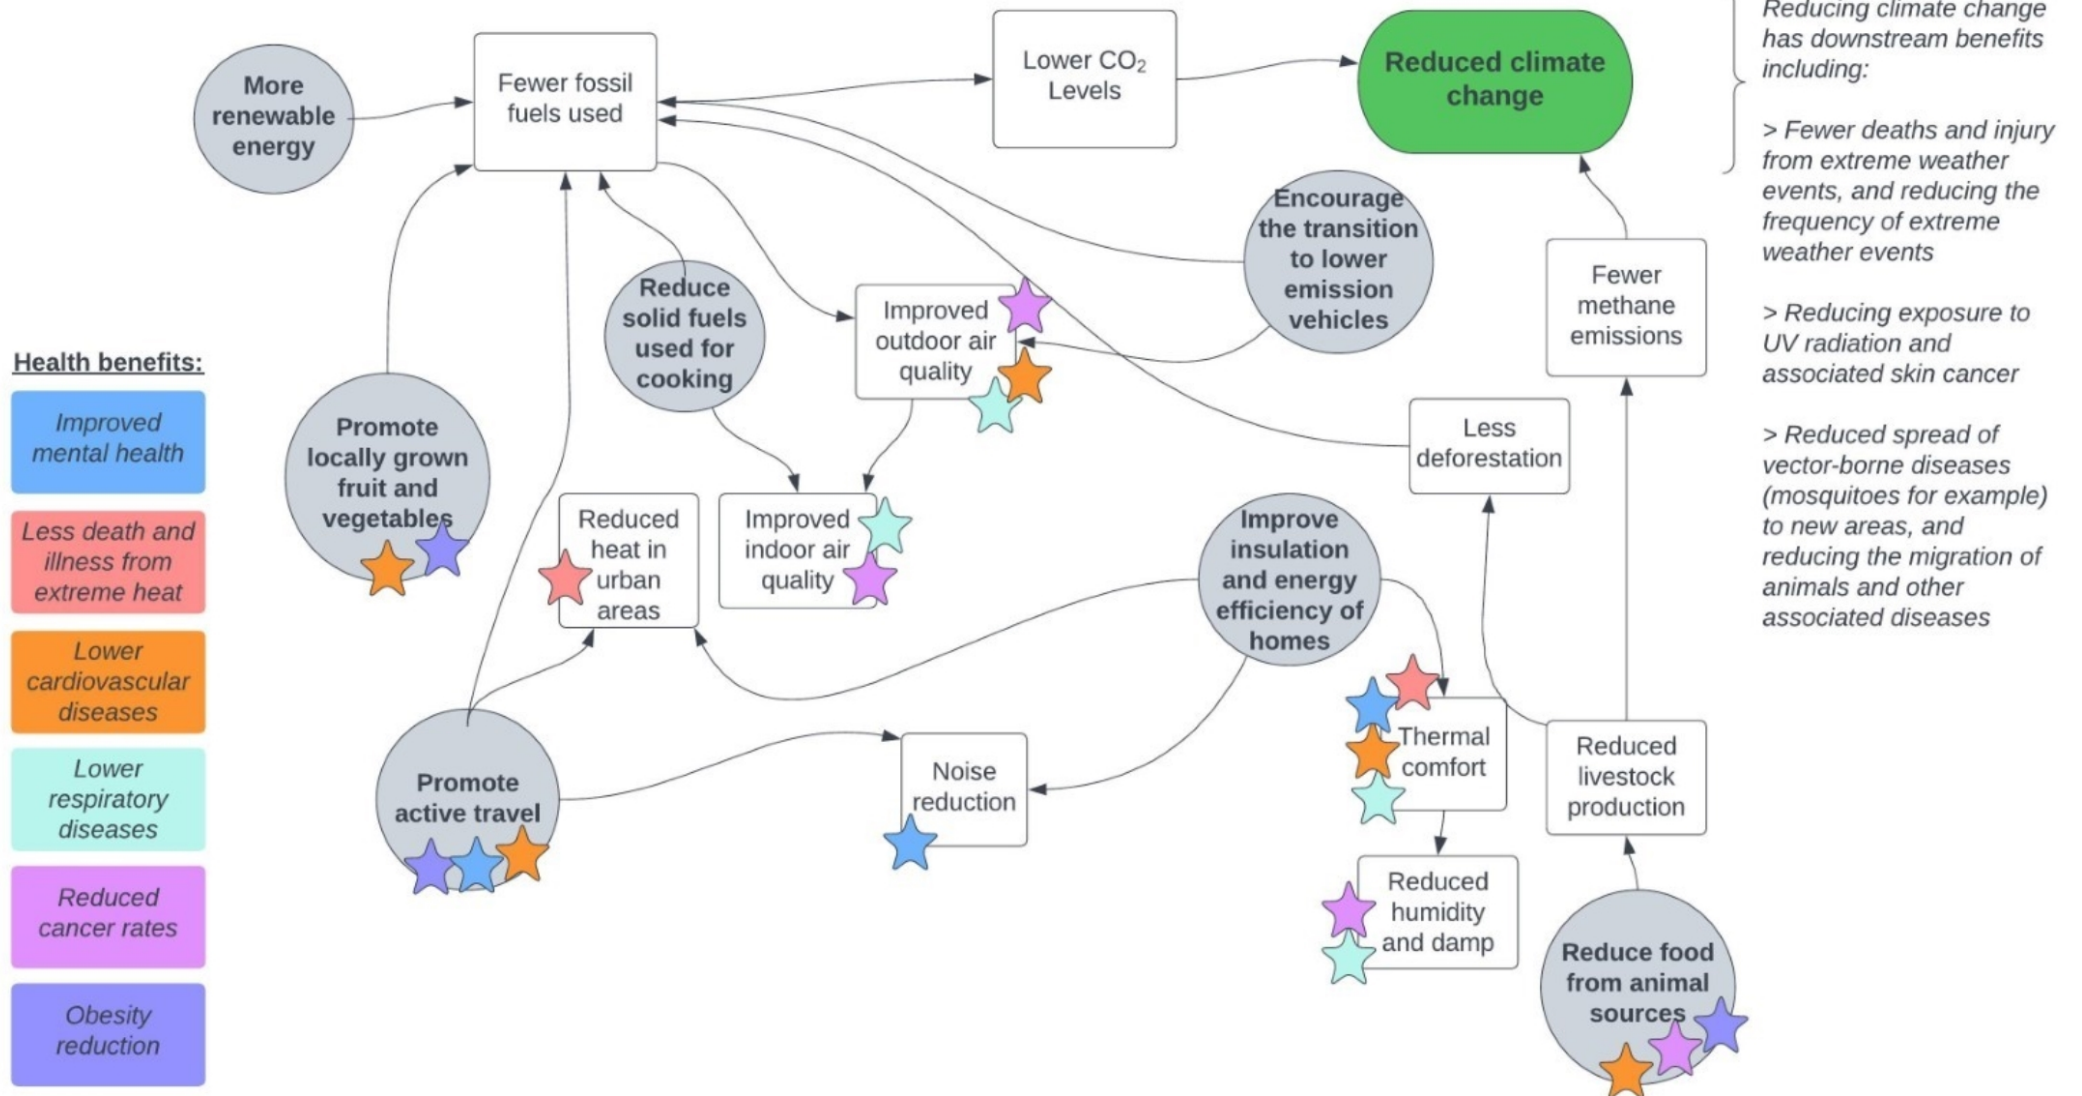 More
renewable
energy
Fewer fossil
fuels used
Lower CO₂
Levels
Reduced climate
change
Reducing climate change
has downstream benefits
including:
> Fewer deaths and injury
from extreme weather
events, and reducing the
frequency of extreme
weather events
> Reducing exposure to
UV radiation and
associated skin cancer
> Reduced spread of
vector-borne diseases
(mosquitoes for example)
to new areas, and
reducing the migration of
animals and other
associated diseases
Encourage
the transition
to lower
emission
vehicles
Fewer
methane
emissions
Reduce
solid fuels
used for
cooking
Improved
outdoor air
quality
Health benefits:
Improved
mental health
Less death and
illness from
extreme heat
Lower
cardiovascular
diseases
Lower
respiratory
diseases
Reduced
cancer rates
Obesity
reduction
Promote
locally grown
fruit and
vegetables
Less
deforestation
Reduced
heat in
urban
areas
Improved
indoor air
quality
Improve
insulation
and energy
efficiency of
homes
Promote
active travel
Noise
reduction
Thermal
comfort
Reduced
livestock
production
Reduced
humidity
and damp
Reduce food
from animal
sources